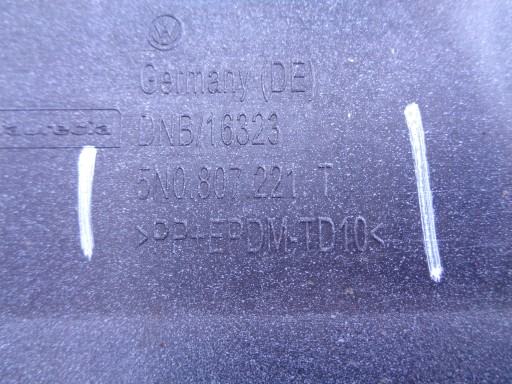 Germany (DE)
faurecia
DNB/16323
5N0.807.221. T
>PP+EPDM-TD10<